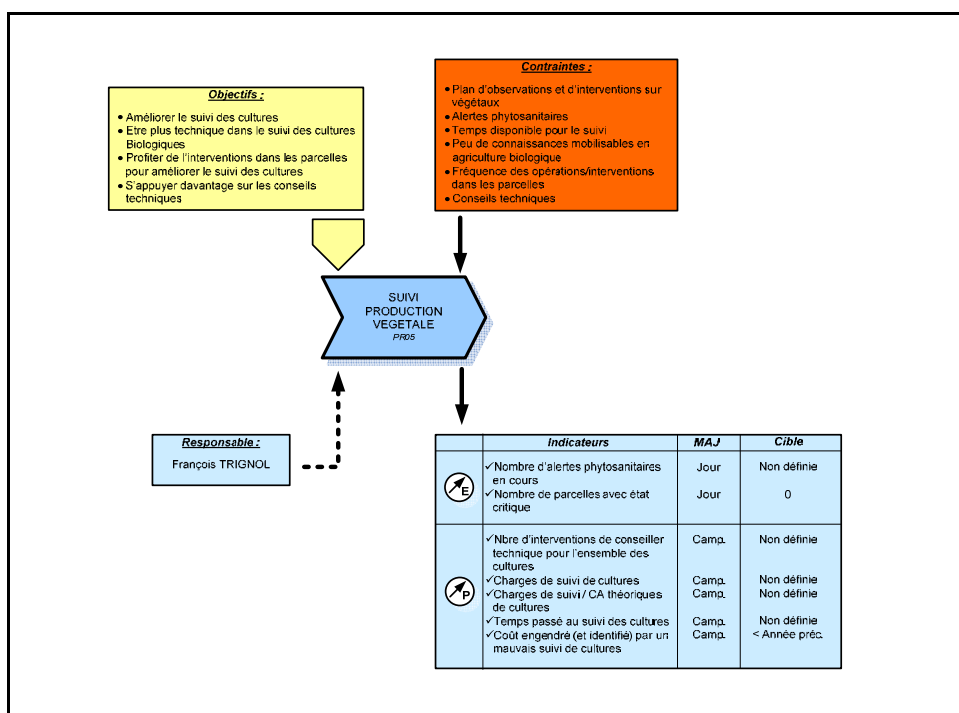 Objectifs :
• Améliorer le suivi des cultures
• Etre plus technique dans le suivi des cultures
Biologiques
• Profiter de l'interventions dans les parcelles
pour améliorer le suivi des cultures
• S'appuyer davantage sur les conseils
techniques
Contraintes :
• Plan d'observations et d'interventions sur
végétaux
• Alertes phytosanitaires
• Temps disponible pour le suivi
• Peu de connaissances mobilisables en
agriculture biologique
• Fréquence des opérations/interventions
dans les parcelles
• Conseils techniques
SUIVI
PRODUCTION
VEGETALE
PR05
Responsable :
François TRIGNOL
Indicateurs MAJ Cible
E
✓Nombre d'alertes phytosanitaires Jour Non définie
en cours
✓Nombre de parcelles avec état Jour 0
critique
P
✓Nbre d'interventions de conseiller Camp. Non définie
technique pour l'ensemble des
cultures
✓Charges de suivi de cultures Camp. Non définie
✓Charges de suivi / CA théoriques Camp. Non définie
de cultures
✓Temps passé au suivi des cultures Camp. Non définie
✓Coût engendré (et identifié) par un Camp. < Année préc.
mauvais suivi de cultures